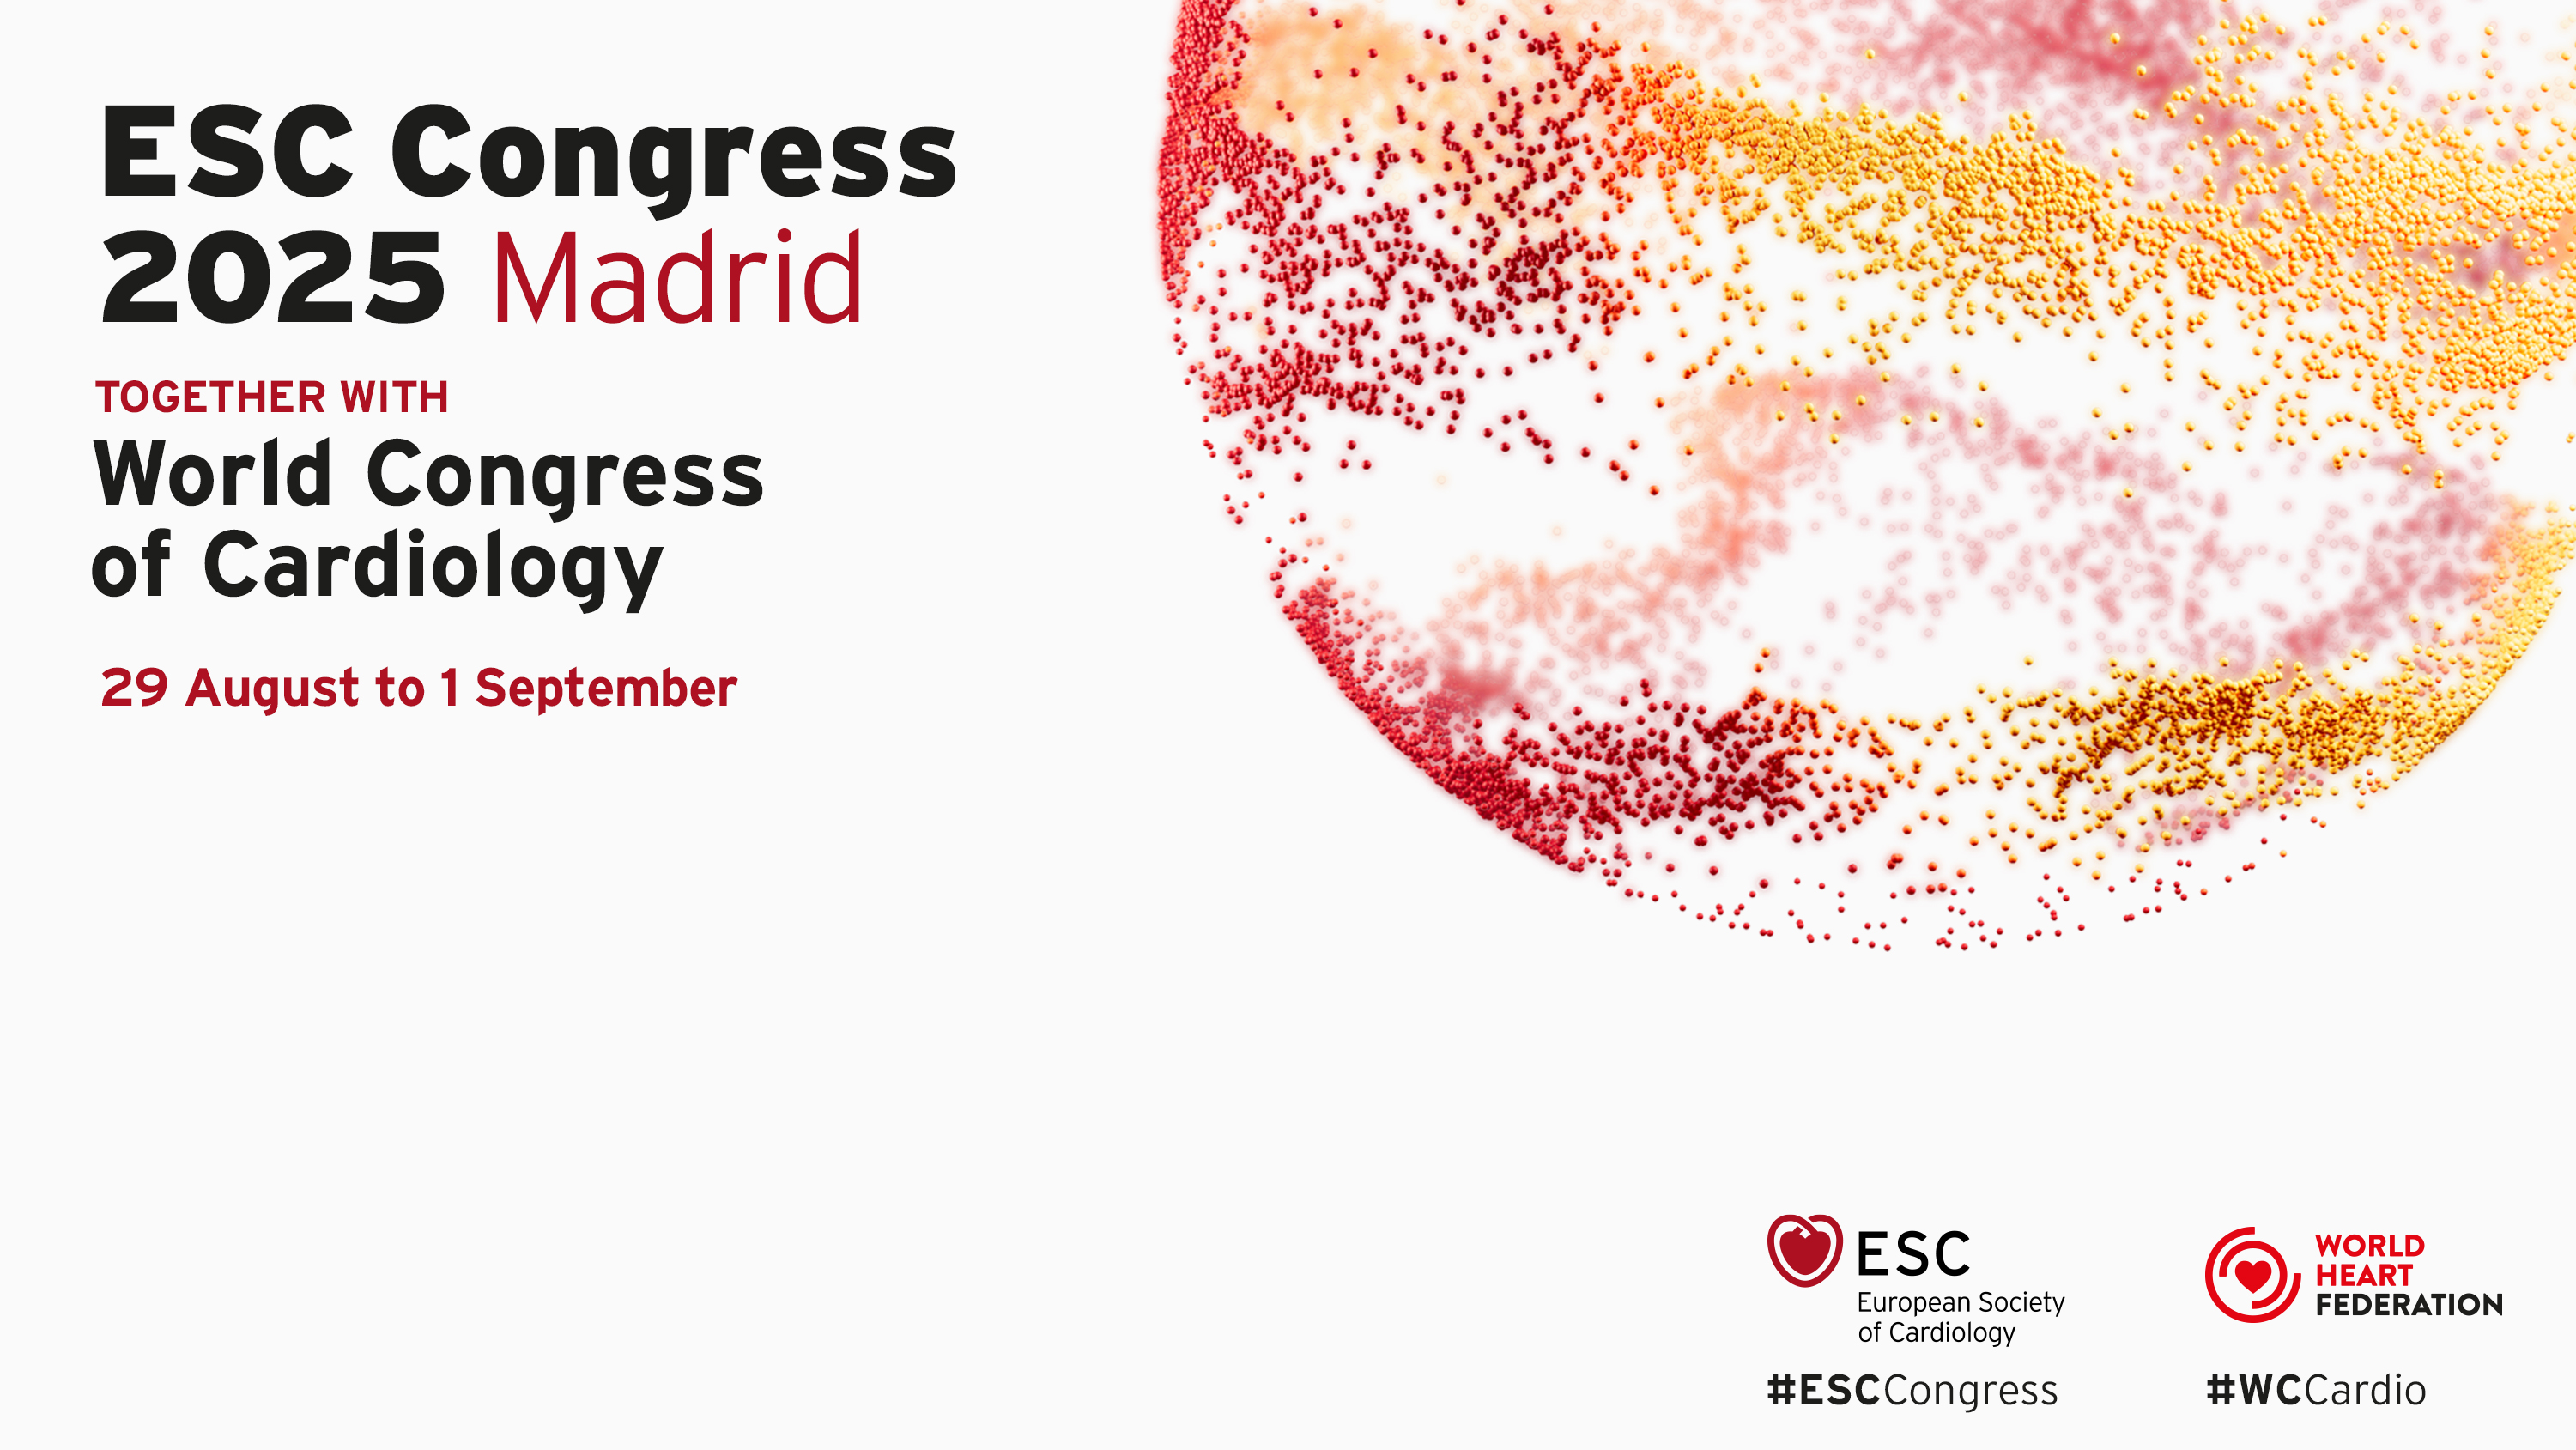 ESC Congress
2025 Madrid
TOGETHER WITH
World Congress
of Cardiology
29 August to 1 September
ESC
European Society
of Cardiology
#ESCCongress
WORLD
HEART
FEDERATION
#WCCardio